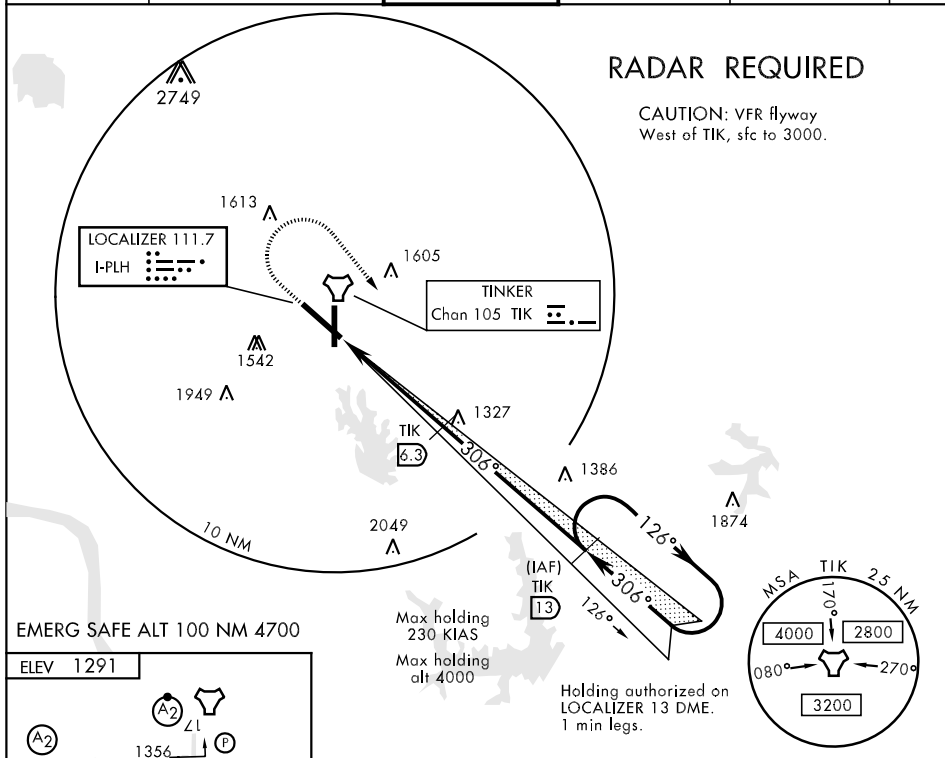 RADAR REQUIRED
CAUTION: VFR flyway
West of TIK, sfc to 3000.
2749
1613
1605
LOCALIZER 111.7
I-PLH
TINKER
Chan 105 TIK
1542
1949
1327
TIK
6.3
306°
1386
1874
126°
2049
10 NM
(IAF)
TIK
13
306°
126°
Max holding
230 KIAS
Max holding
alt 4000
Holding authorized on
LOCALIZER 13 DME.
1 min legs.
MSA TIK 25 NM
170°
4000
2800
080°
270°
3200
EMERG SAFE ALT 100 NM 4700
ELEV 1291
A2
17
A2
P
1356